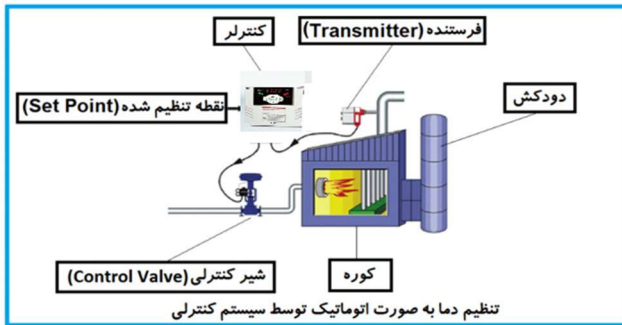 کنترلر
فرستنده (Transmitter)
دودکش
نقطه تنظیم شده (Set Point)
شیر کنترلی (Control Valve)
کوره
تنظیم دما به صورت اتوماتیک توسط سیستم کنترلی